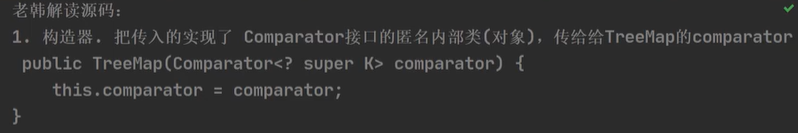 老韩解读源码：
1. 构造器. 把传入的实现了 Comparator接口的匿名内部类(对象)，传给给TreeMap的comparator
public TreeMap(Comparator<? super K> comparator) {
this.comparator = comparator;
}